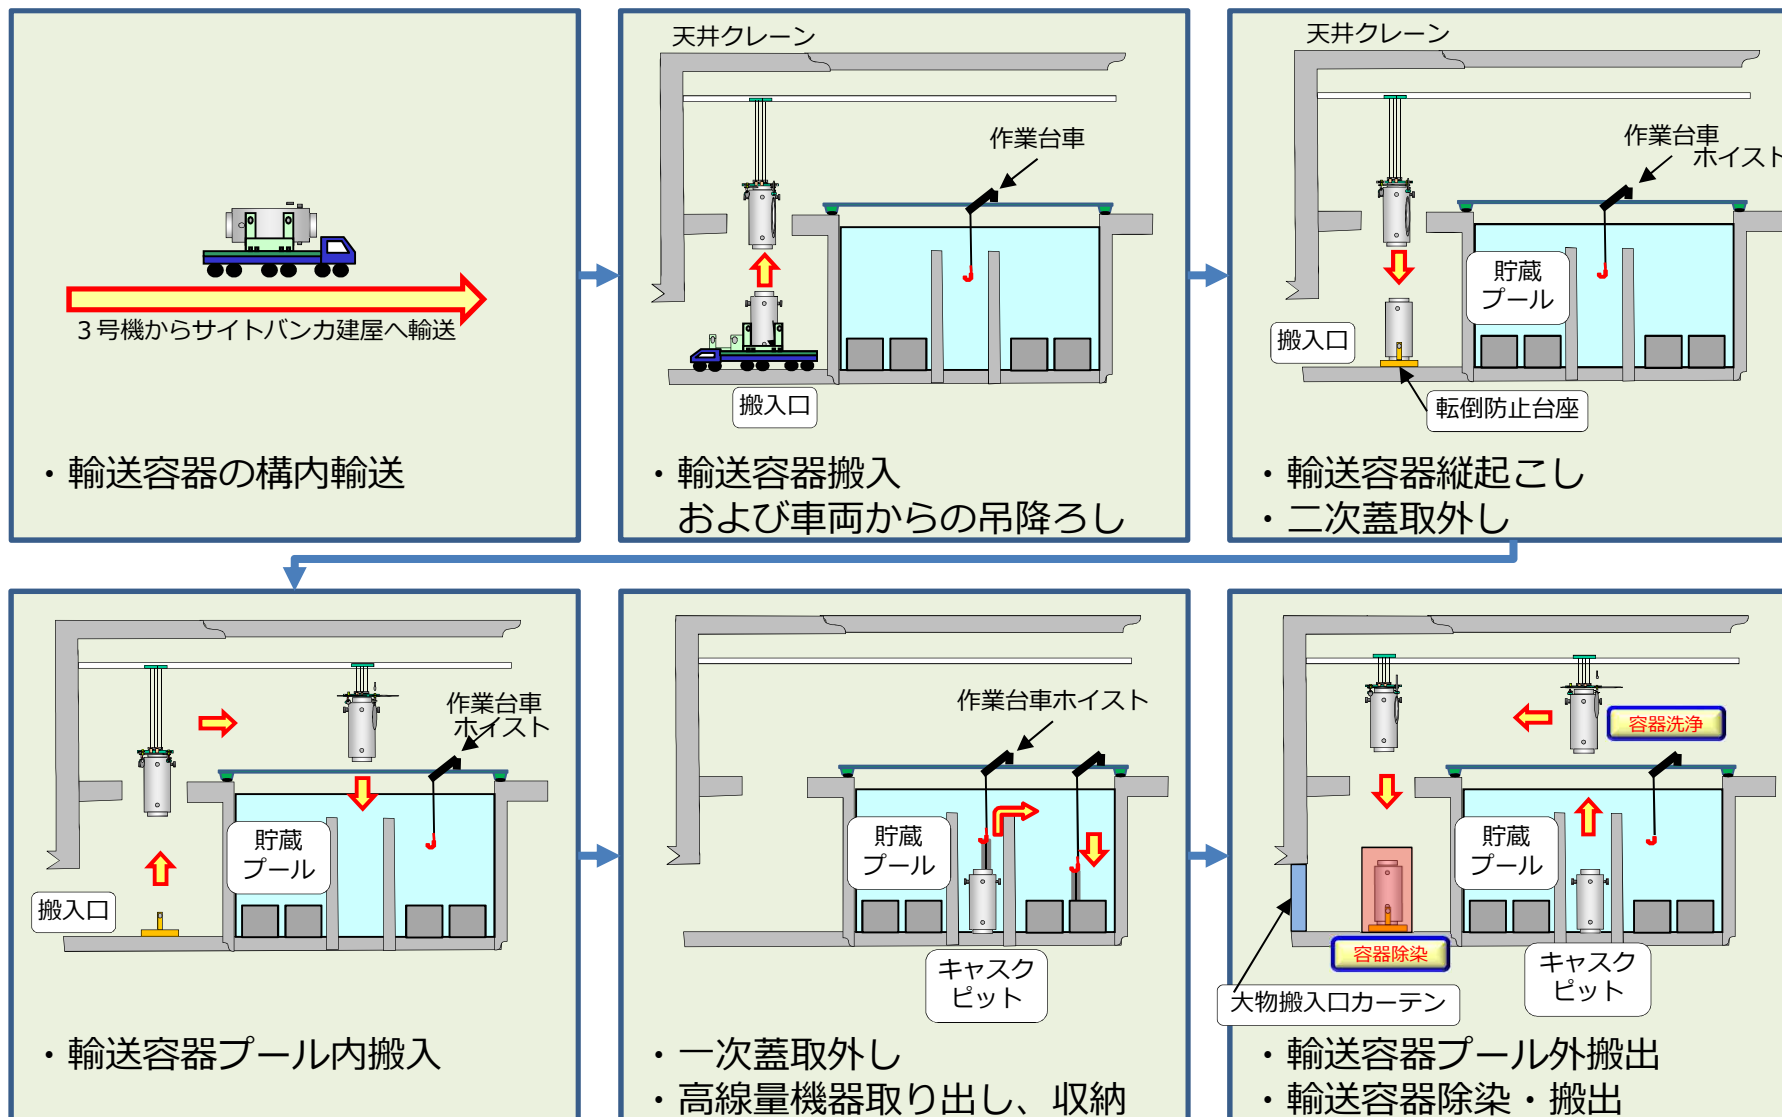 3号機からサイトバンカ建屋へ輸送
・輸送容器の構内輸送
天井クレーン
作業台車
搬入口
・輸送容器搬入
および車両からの吊降ろし
天井クレーン
作業台車
ホイスト
貯蔵
プール
搬入口
転倒防止台座
・輸送容器縦起こし
・二次蓋取外し
作業台車
ホイスト
貯蔵
プール
搬入口
・輸送容器プール内搬入
作業台車ホイスト
貯蔵
プール
キャスク
ピット
・一次蓋取外し
・高線量機器取り出し、収納
容器洗浄
貯蔵
プール
容器除染
キャスク
ピット
大物搬入口カーテン
・輸送容器プール外搬出
・輸送容器除染・搬出